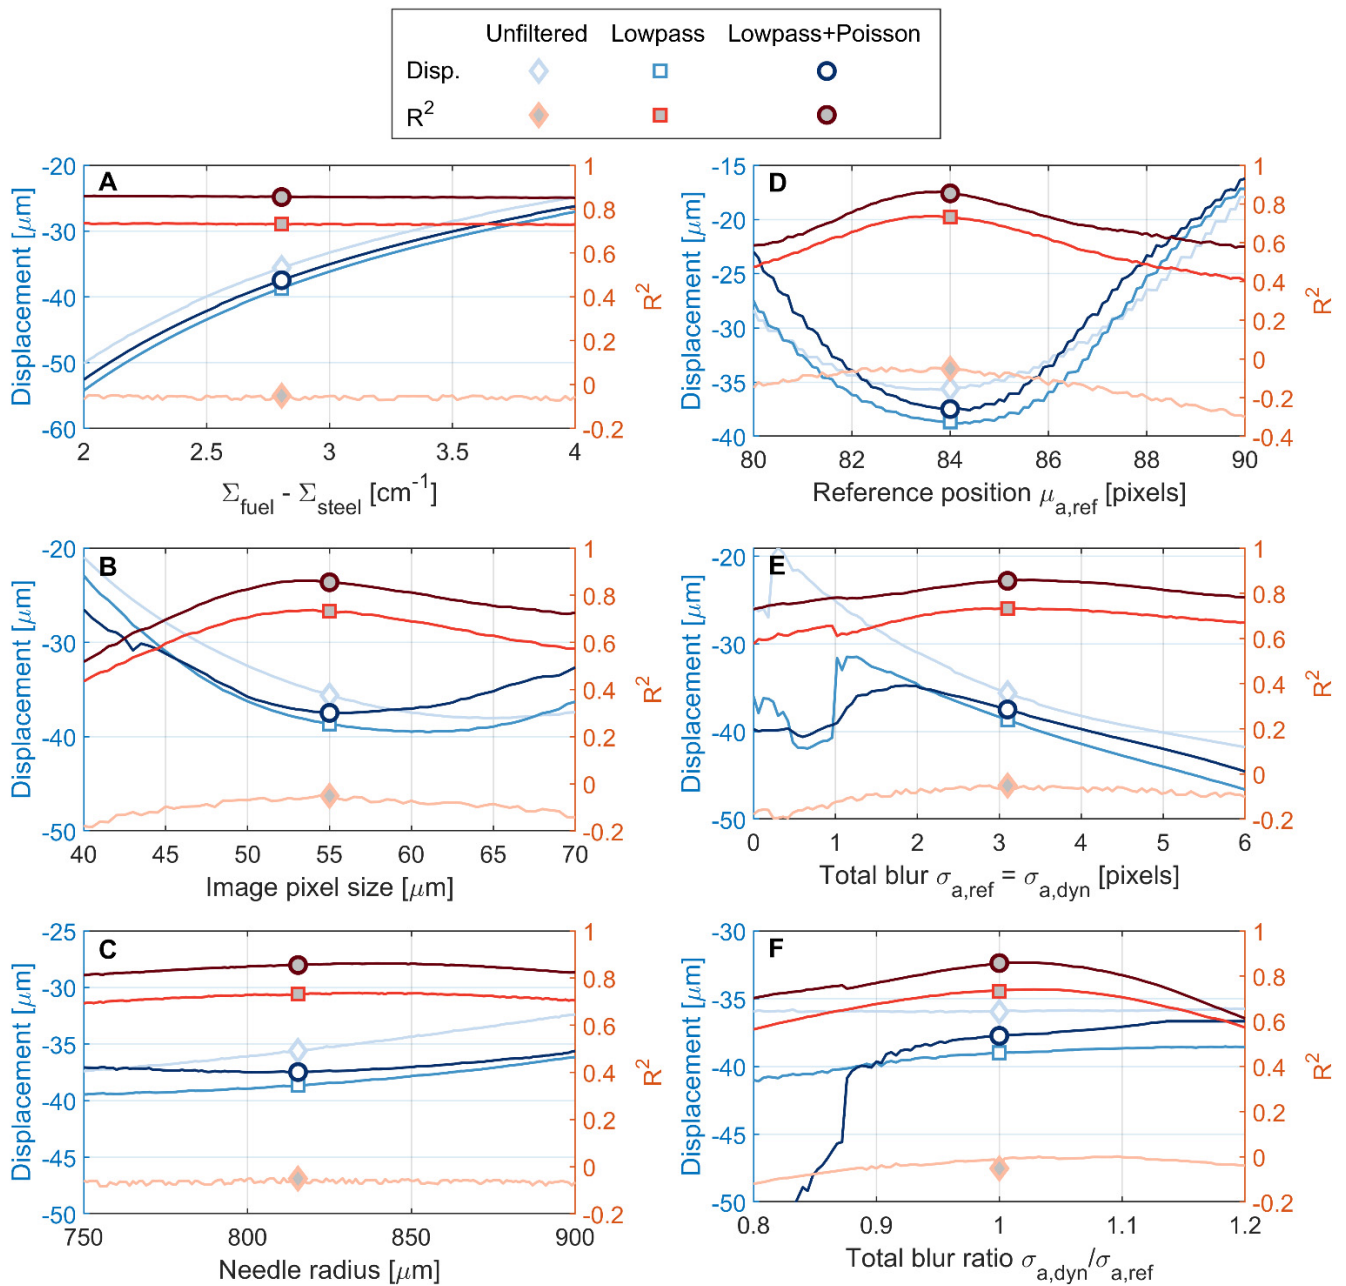 Unfiltered Lowpass Lowpass+Poisson
Disp.
R²
A
-20
-30
-40
-50
-60
Displacement [μm]
1
0.8
0.6
0.4
0.2
0
-0.2
R²
2 2.5 3 3.5 4
Σfuel - Σsteel [cm⁻¹]
D
-15
-20
-25
-30
-35
-40
Displacement [μm]
1
0.8
0.6
0.4
0.2
0
-0.2
-0.4
R²
80 82 84 86 88 90
Reference position μa,ref [pixels]
B
-20
-30
-40
-50
Displacement [μm]
1
0.8
0.6
0.4
0.2
0
-0.2
R²
40 45 50 55 60 65 70
Image pixel size [μm]
E
-20
-30
-40
-50
Displacement [μm]
1
0.8
0.6
0.4
0.2
0
-0.2
R²
0 1 2 3 4 5 6
Total blur σa,ref = σa,dyn [pixels]
C
-25
-30
-35
-40
-45
-50
Displacement [μm]
1
0.8
0.6
0.4
0.2
0
-0.2
R²
750 800 850 900
Needle radius [μm]
F
-30
-35
-40
-45
-50
Displacement [μm]
1
0.8
0.6
0.4
0.2
0
-0.2
R²
0.8 0.9 1 1.1 1.2
Total blur ratio σa,dyn/σa,ref